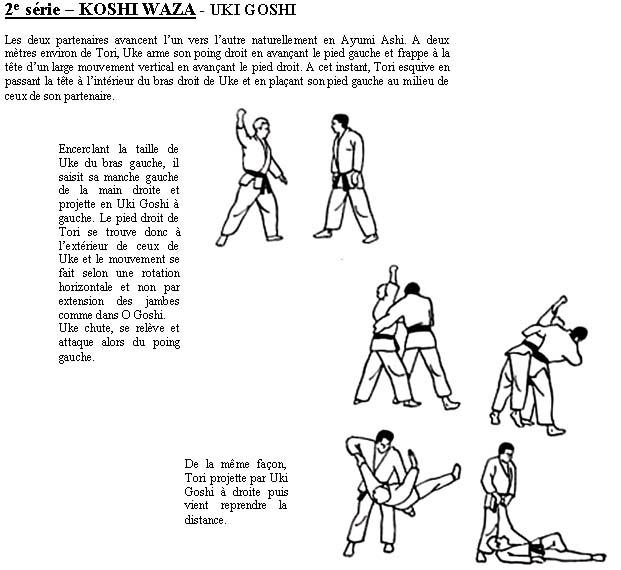 2e série – KOSHI WAZA - UKI GOSHI
Les deux partenaires avancent l’un vers l’autre naturellement en Ayumi Ashi. A deux
mètres environ de Tori, Uke arme son poing droit en avançant le pied gauche et frappe à la
tête d’un large mouvement vertical en avançant le pied droit. A cet instant, Tori esquive en
passant la tête à l’intérieur du bras droit de Uke et en plaçant son pied gauche au milieu de
ceux de son partenaire.
Encerclant la taille de
Uke du bras gauche, il
saisit sa manche gauche
de la main droite et
projette en Uki Goshi à
gauche. Le pied droit de
Tori se trouve donc à
l’extérieur de ceux de
Uke et le mouvement se
fait selon une rotation
horizontale et non par
extension des jambes
comme dans O Goshi.
Uke chute, se relève et
attaque alors du poing
gauche.
De la même façon,
Tori projette par Uki
Goshi à droite puis
vient reprendre la
distance.